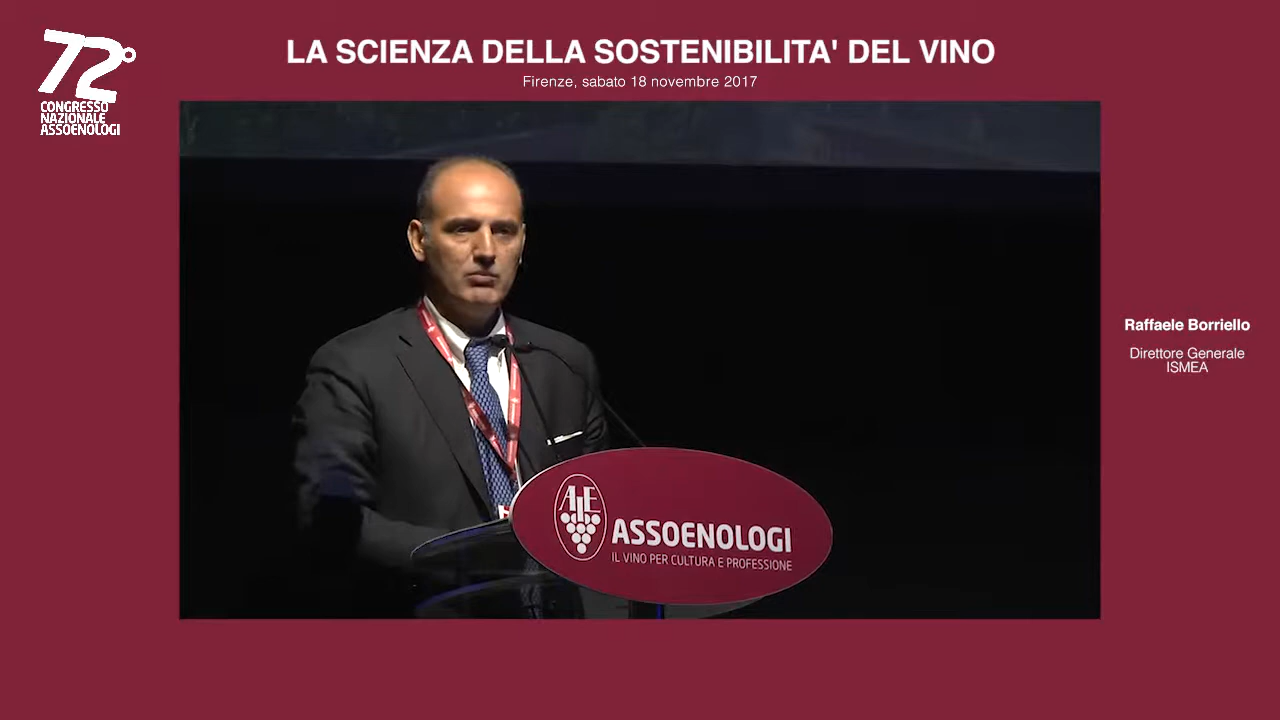 72°
CONGRESSO
NAZIONALE
ASSOENOLOGI
LA SCIENZA DELLA SOSTENIBILITA' DEL VINO
Firenze, sabato 18 novembre 2017
Raffaele Borriello
Direttore Generale
ISMEA
AEI
ASSOENOLOGI
IL VINO PER CULTURA E PROFESSIONE